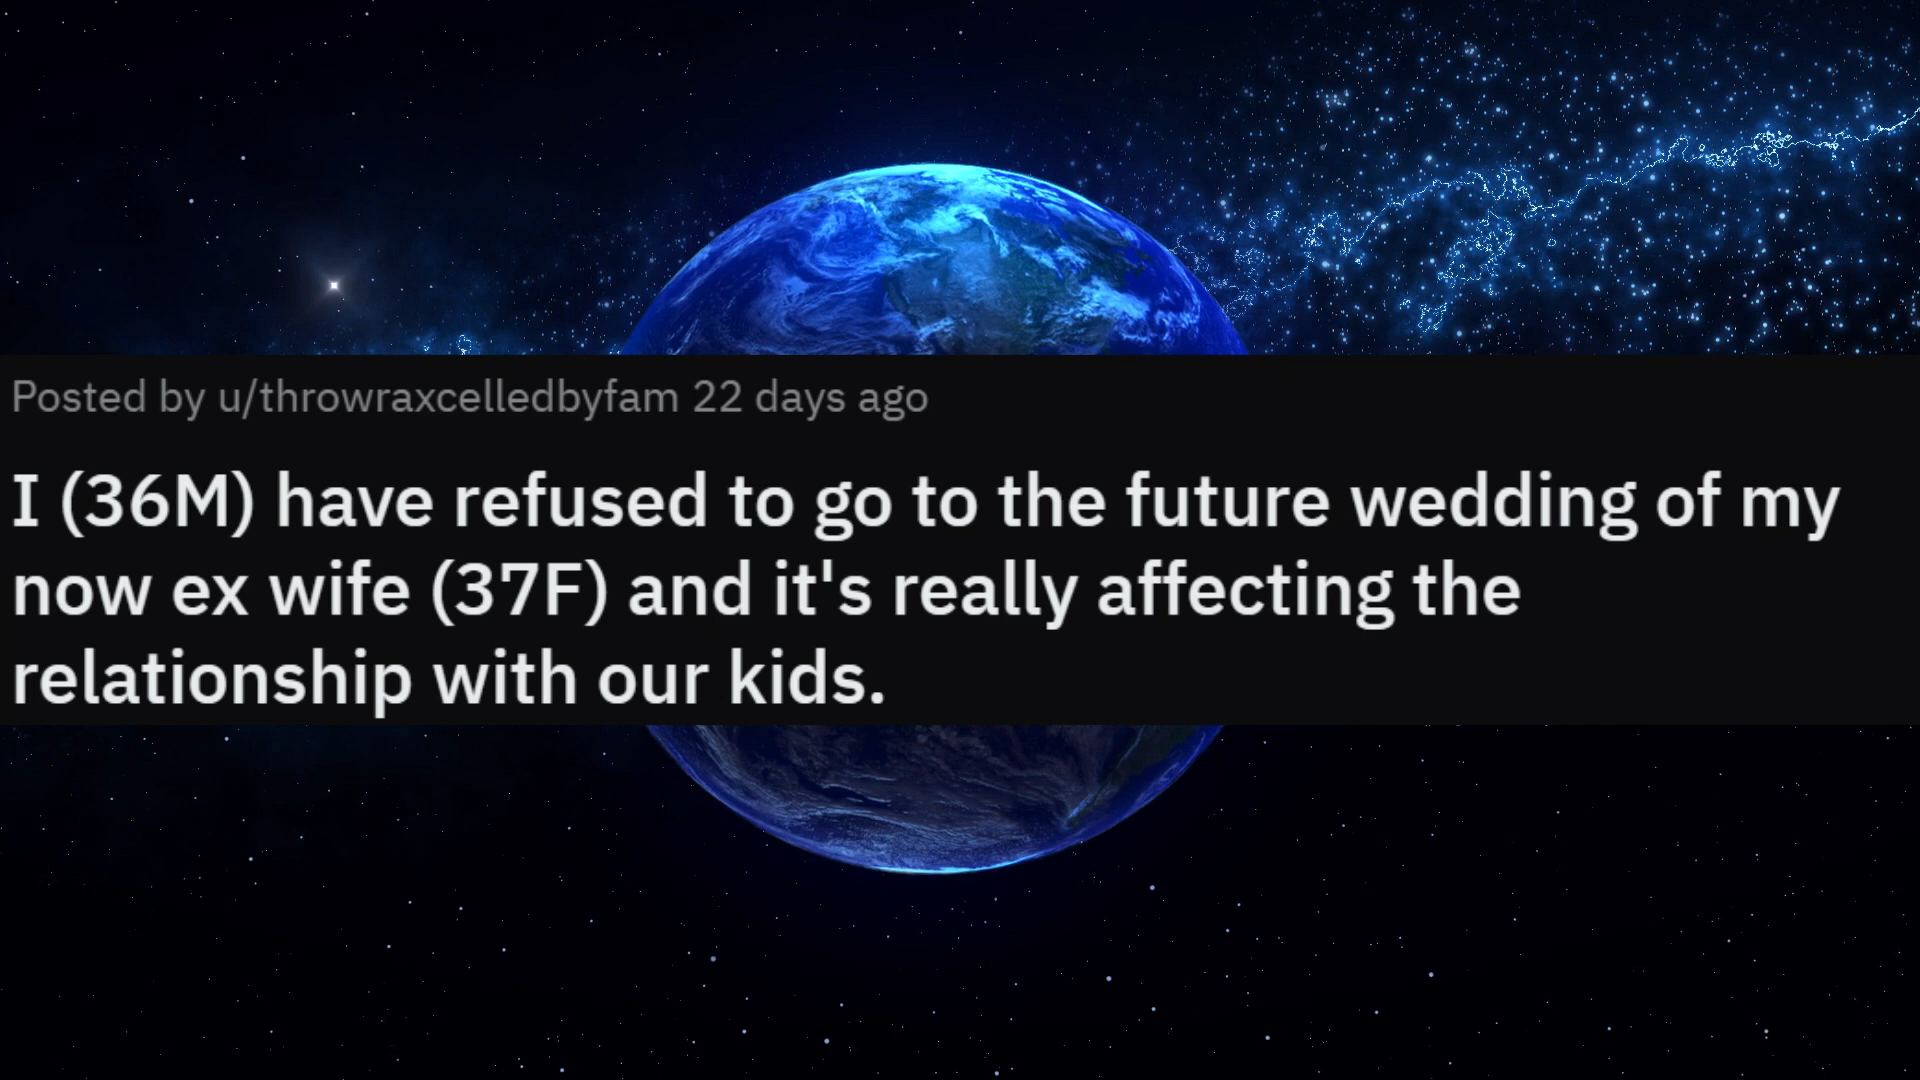 Posted by u/throwraxcelledbyfam 22 days ago
I (36M) have refused to go to the future wedding of my
now ex wife (37F) and it's really affecting the
relationship with our kids.